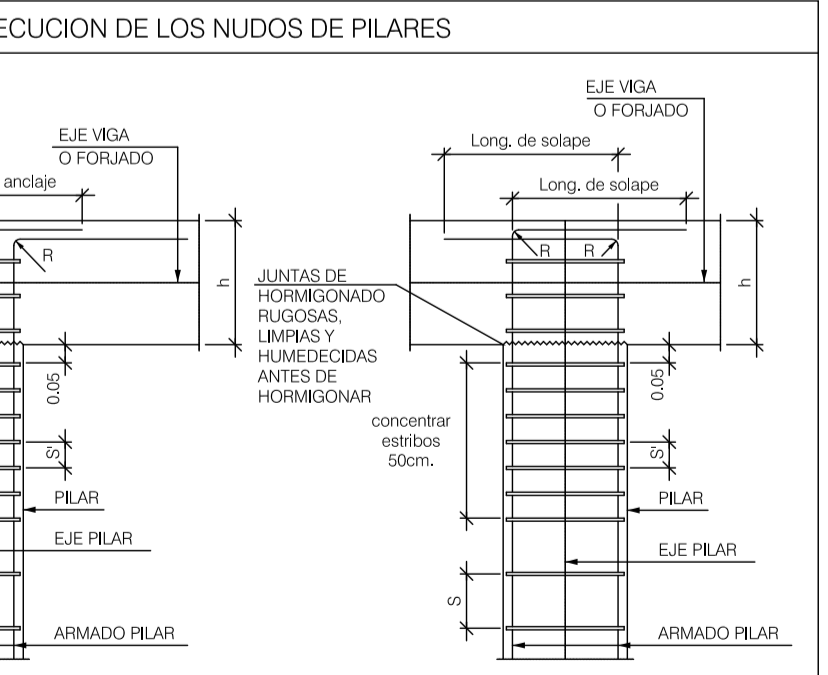 ECUCION DE LOS NUDOS DE PILARES
EJE VIGA
O FORJADO
anclaje
R
h
0.05
S'
PILAR
EJE PILAR
ARMADO PILAR
JUNTAS DE
HORMIGONADO
RUGOSAS,
LIMPIAS Y
HUMEDECIDAS
ANTES DE
HORMIGONAR
concentrar
estribos
50cm.
EJE VIGA
O FORJADO
Long. de solape
Long. de solape
R R
h
0.05
S'
PILAR
EJE PILAR
S
ARMADO PILAR